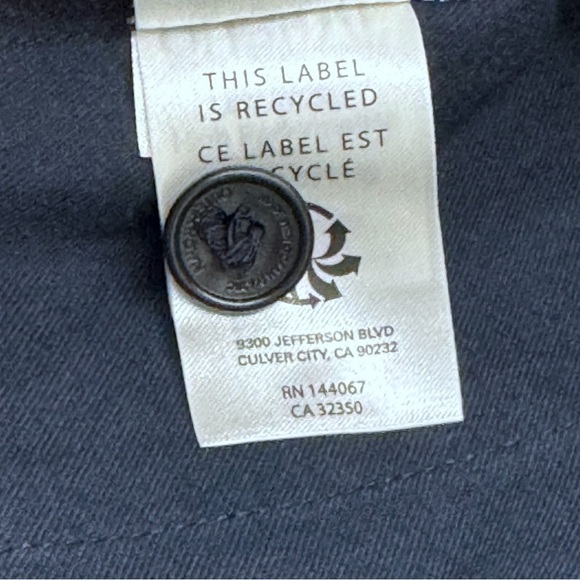 THIS LABEL
IS RECYCLED
CE LABEL EST
CYCLÉ
9300 JEFFERSON BLVD
CULVER CITY, CA 90232
RN 144067
CA 32350